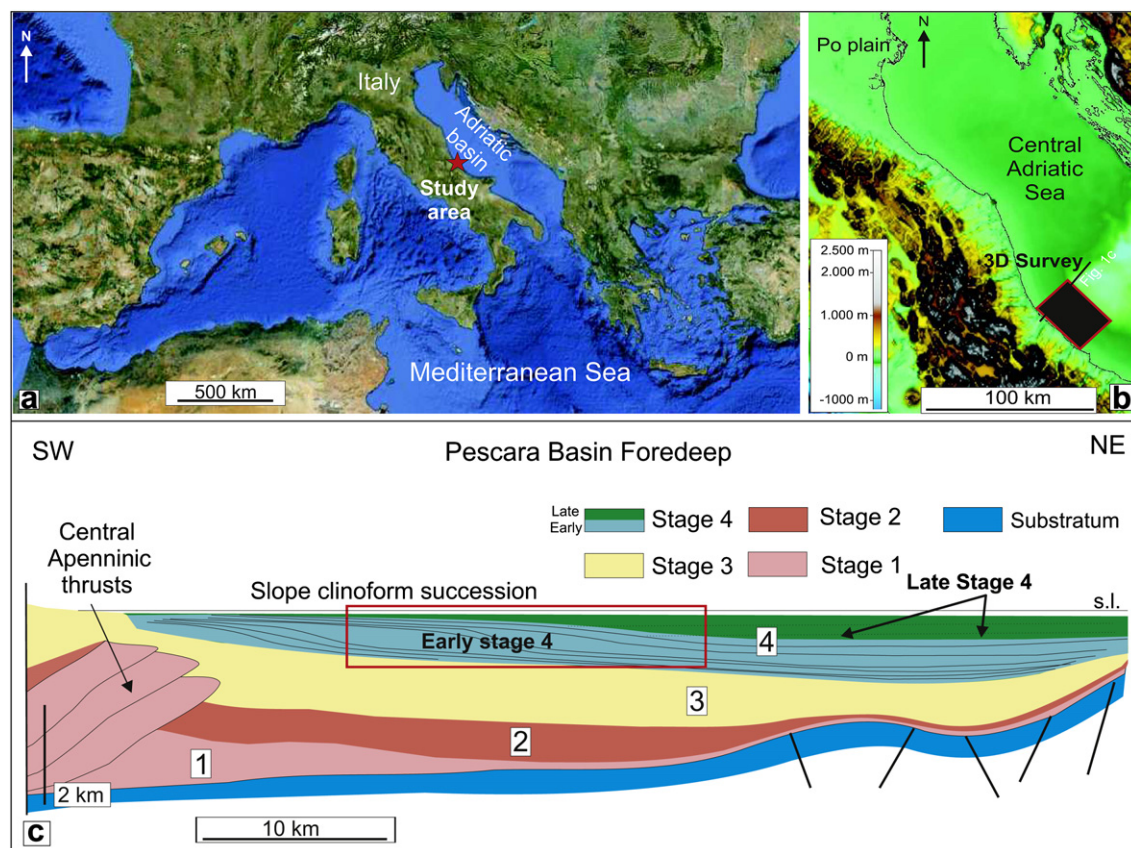 N
Italy
Adriatic
basin
Study
area
Mediterranean Sea
500 km
a
Po plain
N
Central
Adriatic
Sea
3D Survey
Fig. 1c
2.500 m
2.000 m
1.000 m
0 m
-1000 m
100 km
b
SW
Pescara Basin Foredeep
NE
Late
Early
Stage 4
Stage 2
Substratum
Stage 3
Stage 1
Central
Apenninic
thrusts
Slope clinoform succession
Late Stage 4
s.l.
Early stage 4
4
3
2
1
2 km
10 km
c